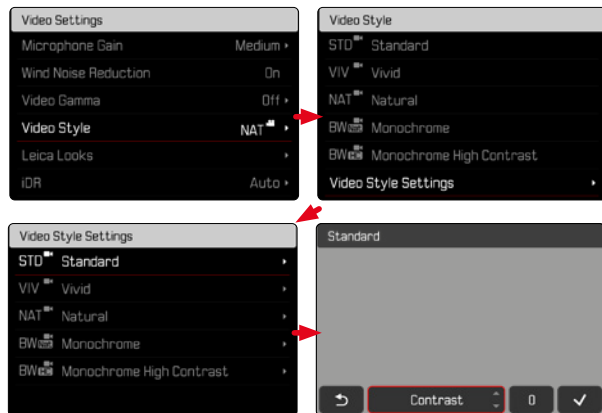 Video Settings
Microphone Gain Medium
Wind Noise Reduction On
Video Gamma Off
Video Style NAT
Leica Looks
iDR Auto
Video Style
STD Standard
VIV Vivid
NAT Natural
BW Monochrome
BW Monochrome High Contrast
Video Style Settings
Video Style Settings
STD Standard
VIV Vivid
NAT Natural
BW Monochrome
BW Monochrome High Contrast
Standard
Contrast 0